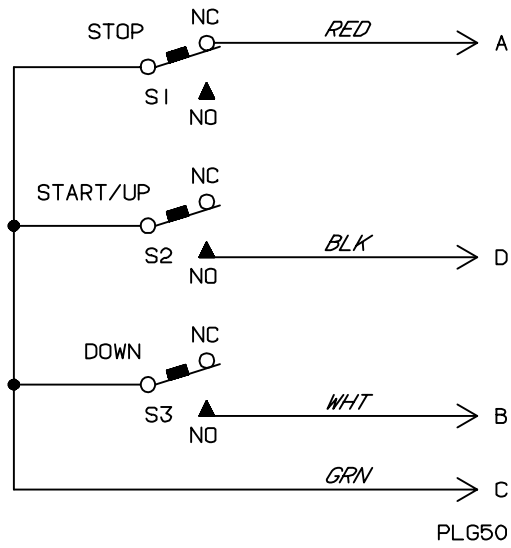 NC
STOP
RED
A
S1
NO
NC
START/UP
BLK
D
S2
NO
NC
DOWN
WHT
B
S3
NO
GRN
C
PLG50